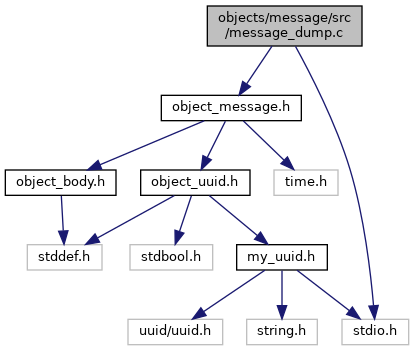 objects/message/src
/message_dump.c
object_message.h
object_body.h
object_uuid.h
time.h
stddef.h
stdbool.h
my_uuid.h
uuid/uuid.h
string.h
stdio.h